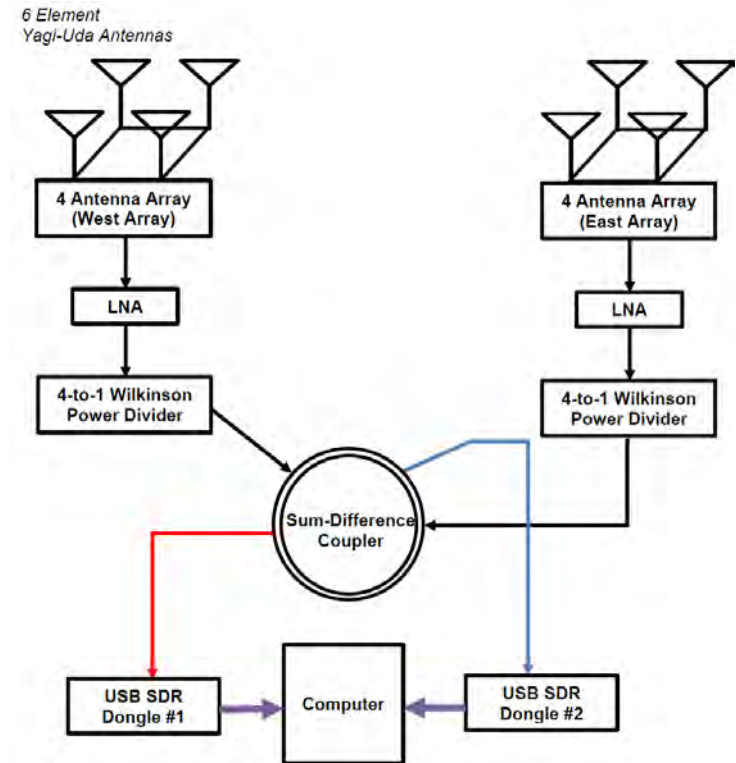 6 Element
Yagi-Uda Antennas
4 Antenna Array
(West Array)
4 Antenna Array
(East Array)
LNA
LNA
4-to-1 Wilkinson
Power Divider
4-to-1 Wilkinson
Power Divider
Sum-Difference
Coupler
USB SDR
Dongle #1
Computer
USB SDR
Dongle #2